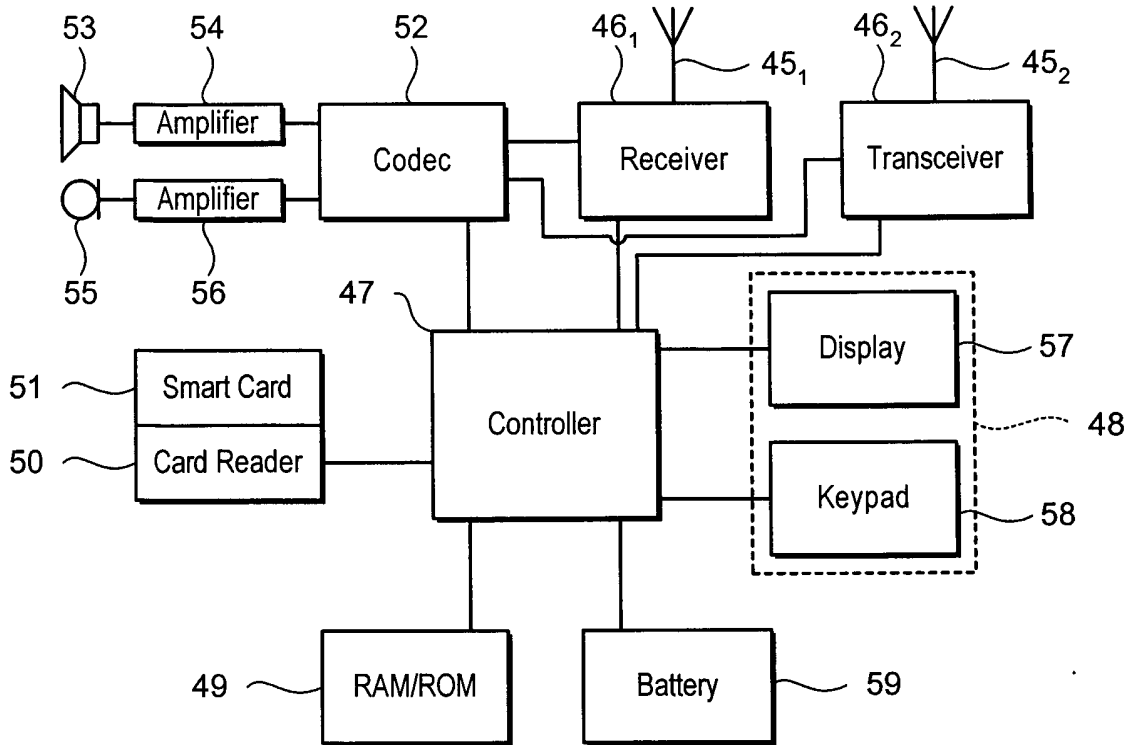 53
54
52
46₁
45₁
46₂
45₂
Amplifier
Codec
Receiver
Transceiver
Amplifier
55
56
47
Display
57
51
Smart Card
Controller
48
50
Card Reader
Keypad
58
49
RAM/ROM
Battery
59